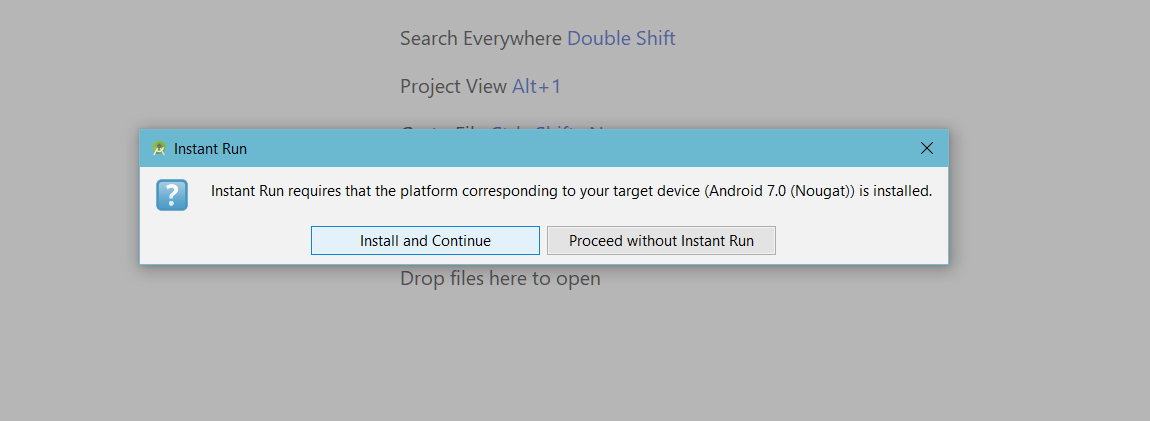 Search Everywhere Double Shift
Project View Alt+1
Instant Run
Instant Run requires that the platform corresponding to your target device (Android 7.0 (Nougat)) is installed.
Install and Continue
Proceed without Instant Run
Drop files here to open